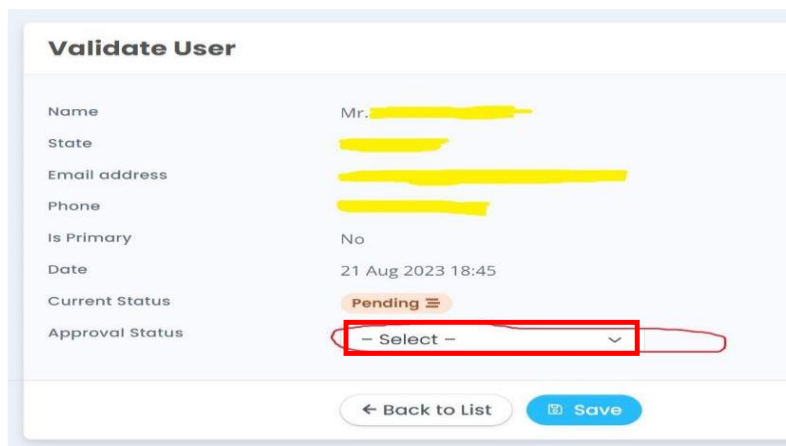 Validate User
Name Mr.
State
Email address
Phone
Is Primary No
Date 21 Aug 2023 18:45
Current Status Pending
Approval Status – Select –
← Back to List Save